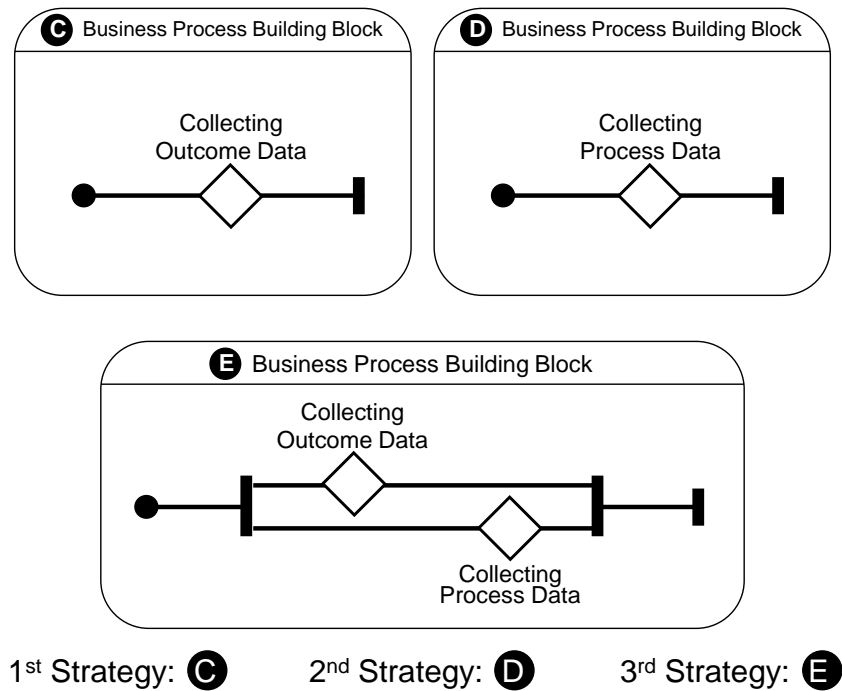 C Business Process Building Block
Collecting
Outcome Data
D Business Process Building Block
Collecting
Process Data
E Business Process Building Block
Collecting
Outcome Data
Collecting
Process Data
1st Strategy: C 2nd Strategy: D 3rd Strategy: E